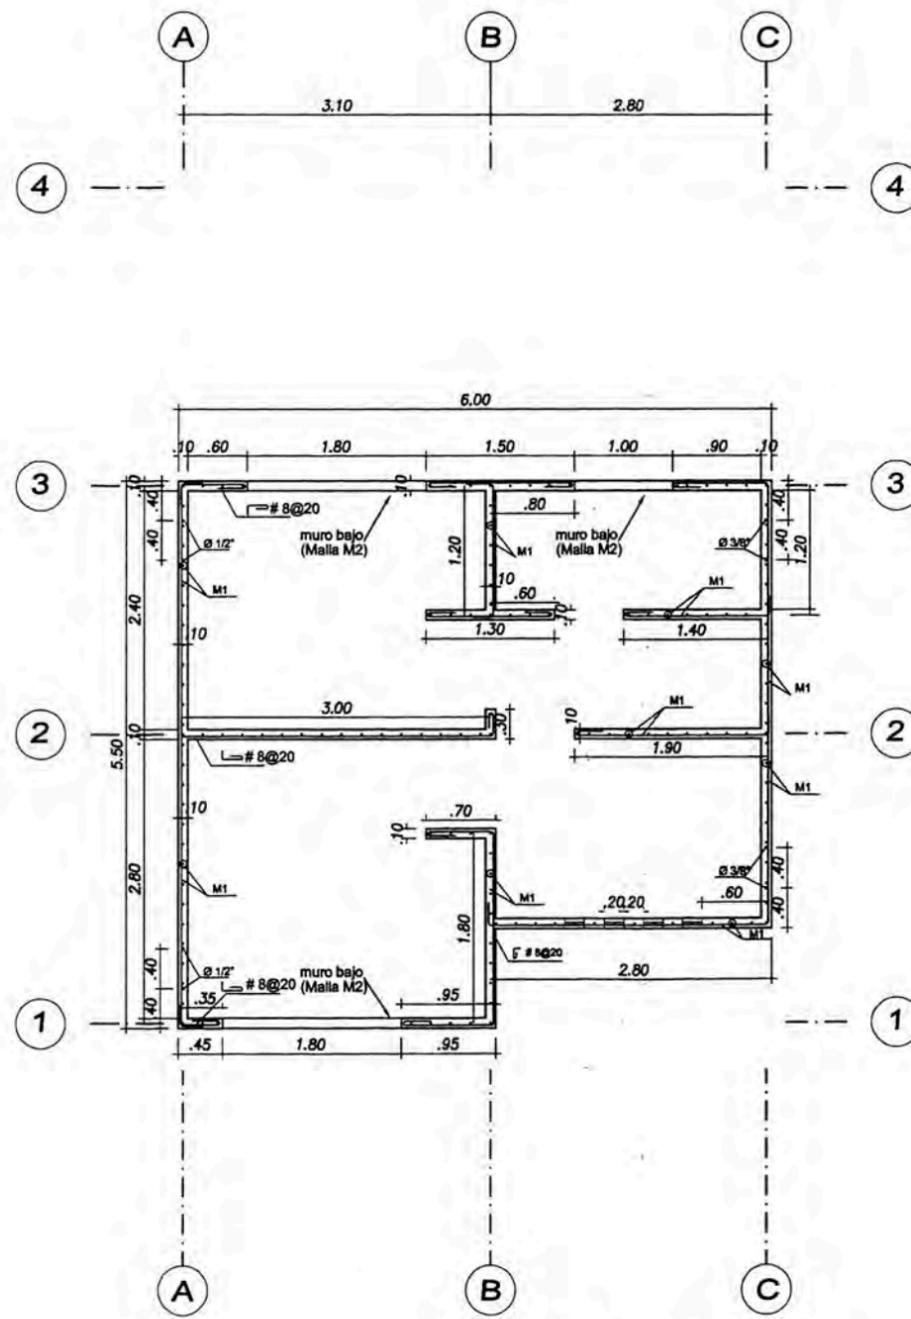 A B C
3.10 2.80
4 4
6.00
.10 .60 1.80 1.50 1.00 .90 .10
3 3
.10
.40
.40
.10
# 8@20
.80
.40
.40
1.20
muro bajo
(Malla M2)
muro bajo
(Malla M2)
Ø 1/2"
1.20
M1
Ø 3/8"
M1
.10
.60
M1
2.40
.10
.10
1.30
1.40
M1
3.00
.30
.10
M1
2 2
.10
5.50
# 8@20
1.90
M1
.10
.70
.10
2.80
M1
M1
1.80
Ø 3/8"
.40
.60
.20.20
.40
M1
# 8@20
2.80
.40
Ø 1/2"
# 8@20
muro bajo
(Malla M2)
.35
.95
.40
1 1
.45 1.80 .95
A B C